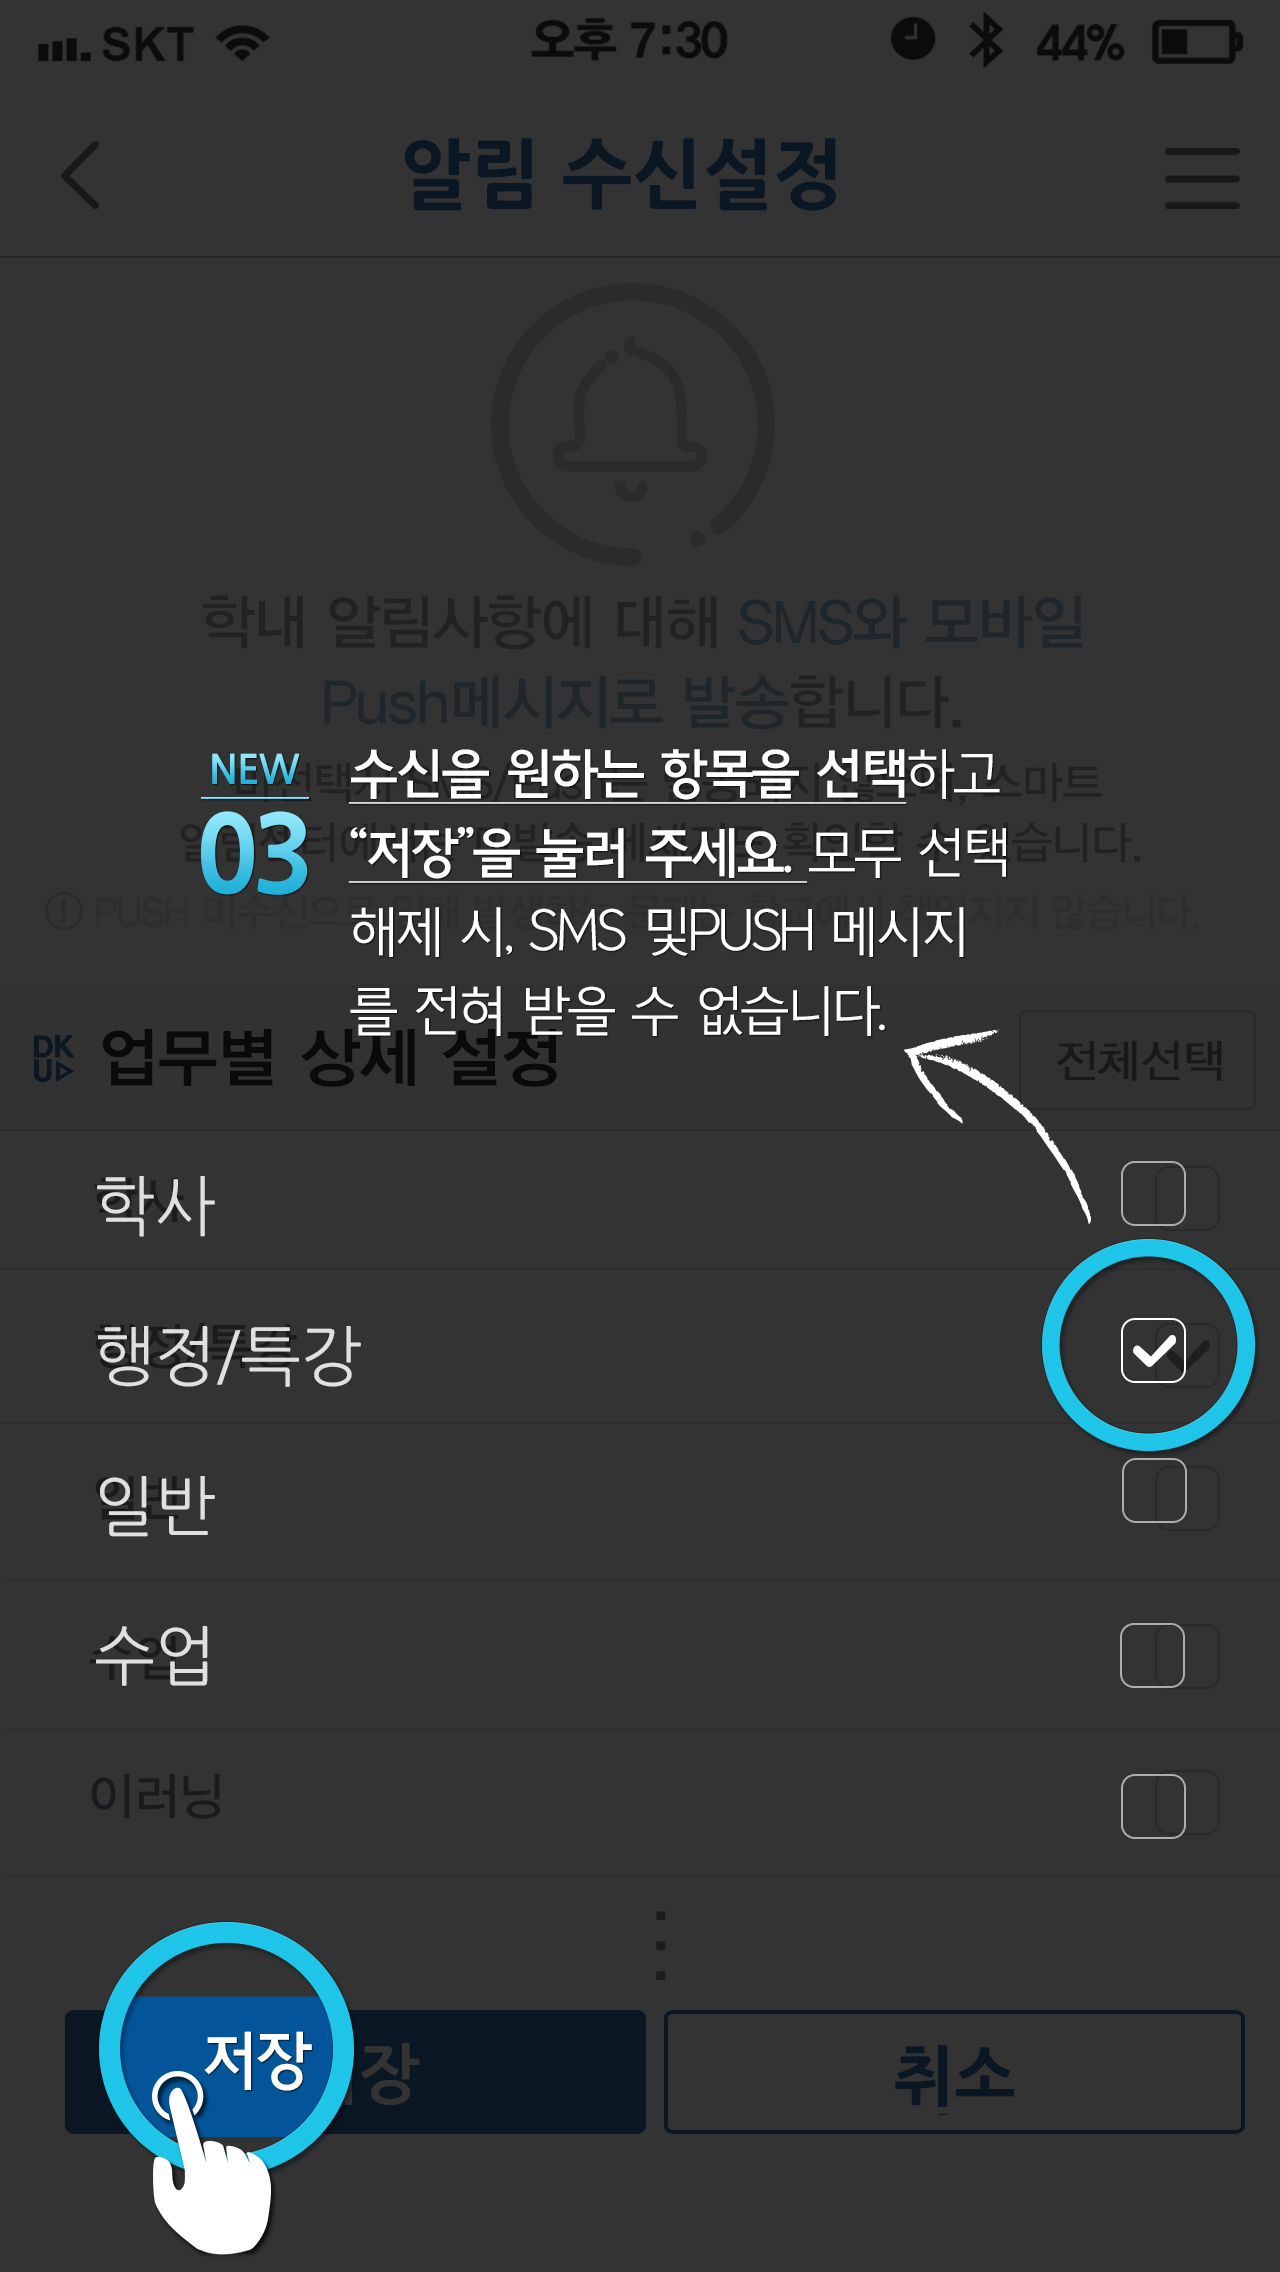 SKT 오후 7:30 44%
알림 수신설정
학내 알림사항에 대해 SMS와 모바일
Push메시지로 발송합니다.
NEW
03
수신을 원하는 항목을 선택하고
“저장”을 눌러 주세요. 모두 선택
해제 시, SMS 및PUSH 메시지
를 전혀 받을 수 없습니다.
DK
U
업무별 상세 설정
전체선택
학사
행정/특강
일반
수업
이러닝
저장
취소